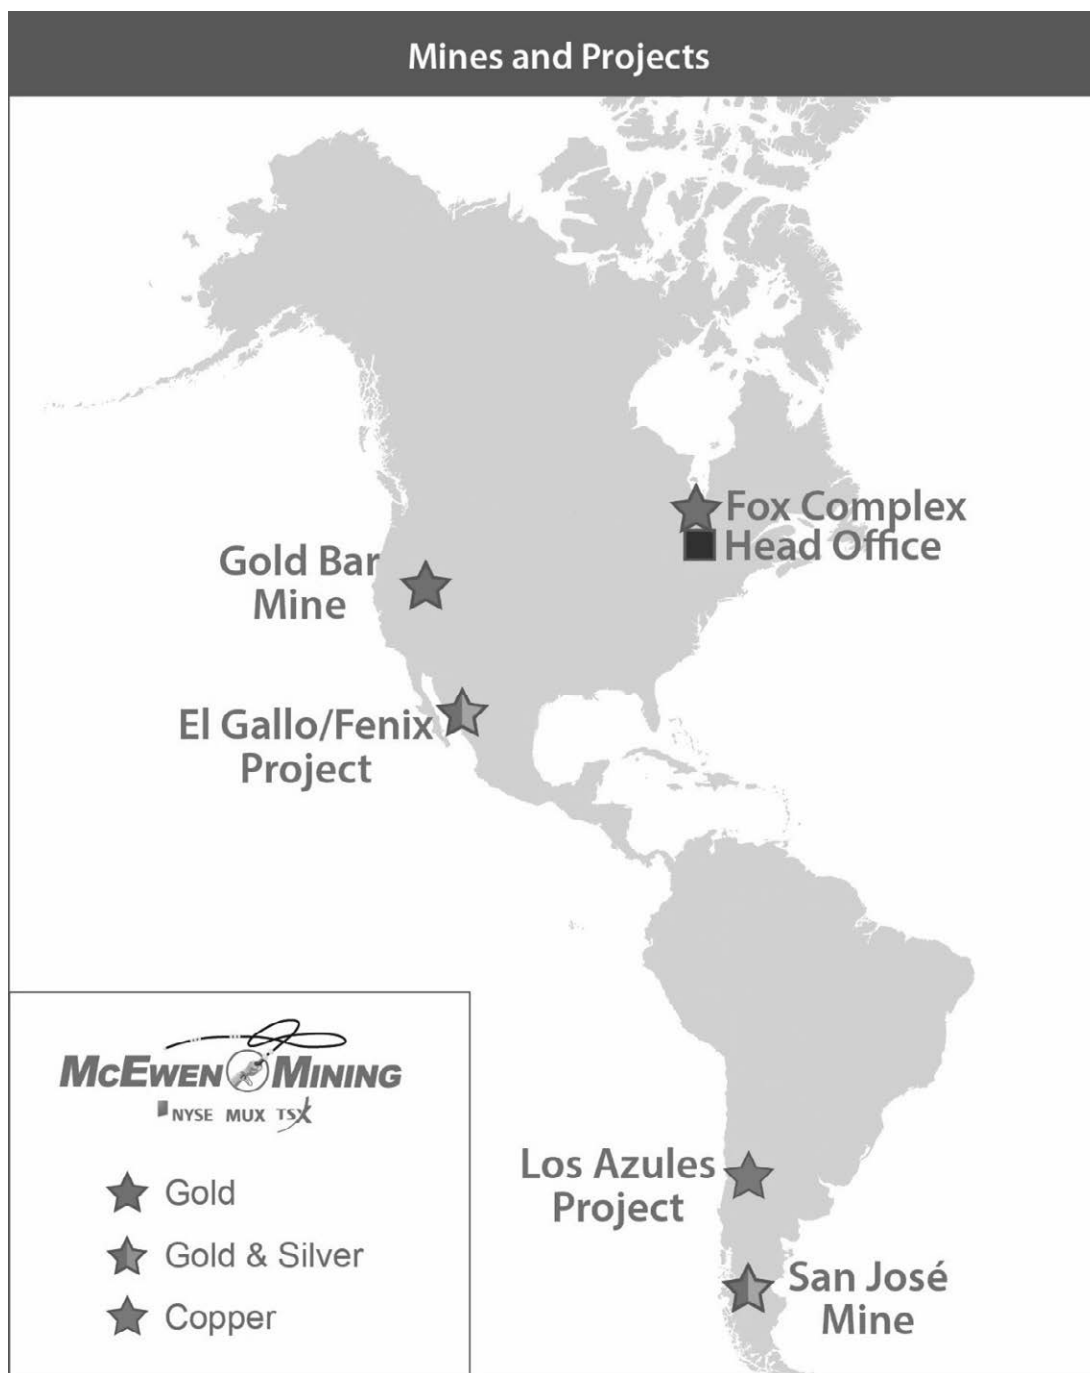 Mines and Projects
Fox Complex
Head Office
Gold Bar
Mine
El Gallo/Fenix
Project
McEWEN MINING
NYSE MUX TSX
Gold
Gold & Silver
Copper
Los Azules
Project
San José
Mine